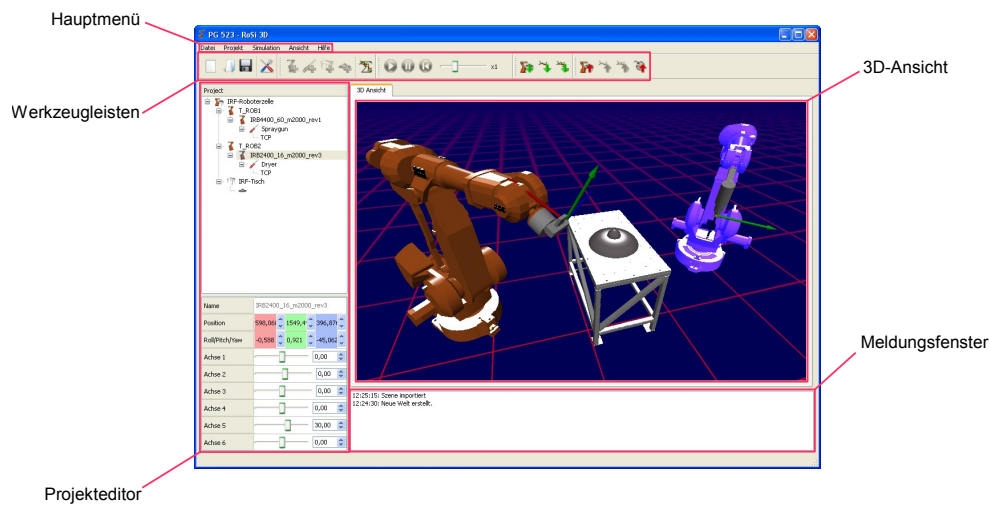 Hauptmenü
PG 523 - RoSi 3D
Datei Projekt Simulation Ansicht Hilfe
x1
Werkzeugleisten
3D-Ansicht
Project
IRF-Roboterzelle
T_ROB1
IRB4400_60_m2000_rev1
Spraygun
TCP
T_ROB2
IRB2400_16_m2000_rev3
Dryer
TCP
IRF-Tisch
3D Ansicht
Name IRB2400_16_m2000_rev3
Position 598,06 1549,4 396,87
Roll/Pitch/Yaw -0,588 0,921 -45,06
Achse 1 0,00
Achse 2 0,00
Achse 3 0,00
Achse 4 0,00
Achse 5 30,00
Achse 6 0,00
Meldungsfenster
12:25:15: Szene importiert
12:24:30: Neue Welt erstellt.
Projekteditor